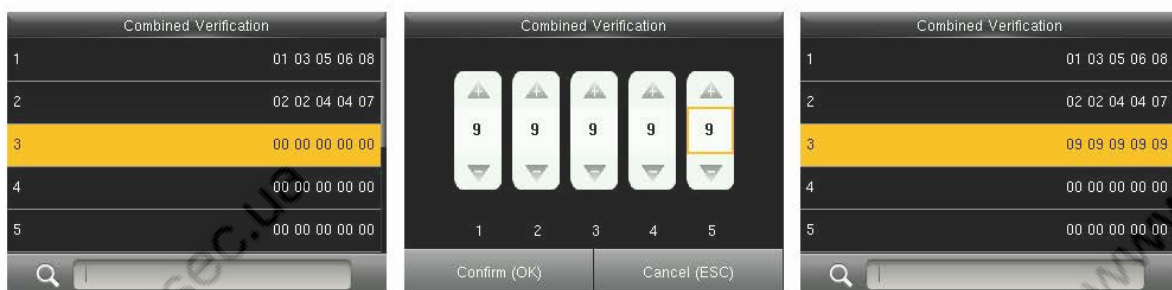 Combined Verification
1 01 03 05 06 08
2 02 02 04 04 07
3 00 00 00 00 00
4 00 00 00 00 00
5 00 00 00 00 00
Combined Verification
9 9 9 9 9
1 2 3 4 5
Confirm (OK) Cancel (ESC)
Combined Verification
1 01 03 05 06 08
2 02 02 04 04 07
3 09 09 09 09 09
4 00 00 00 00 00
5 00 00 00 00 00
sec.ua
www